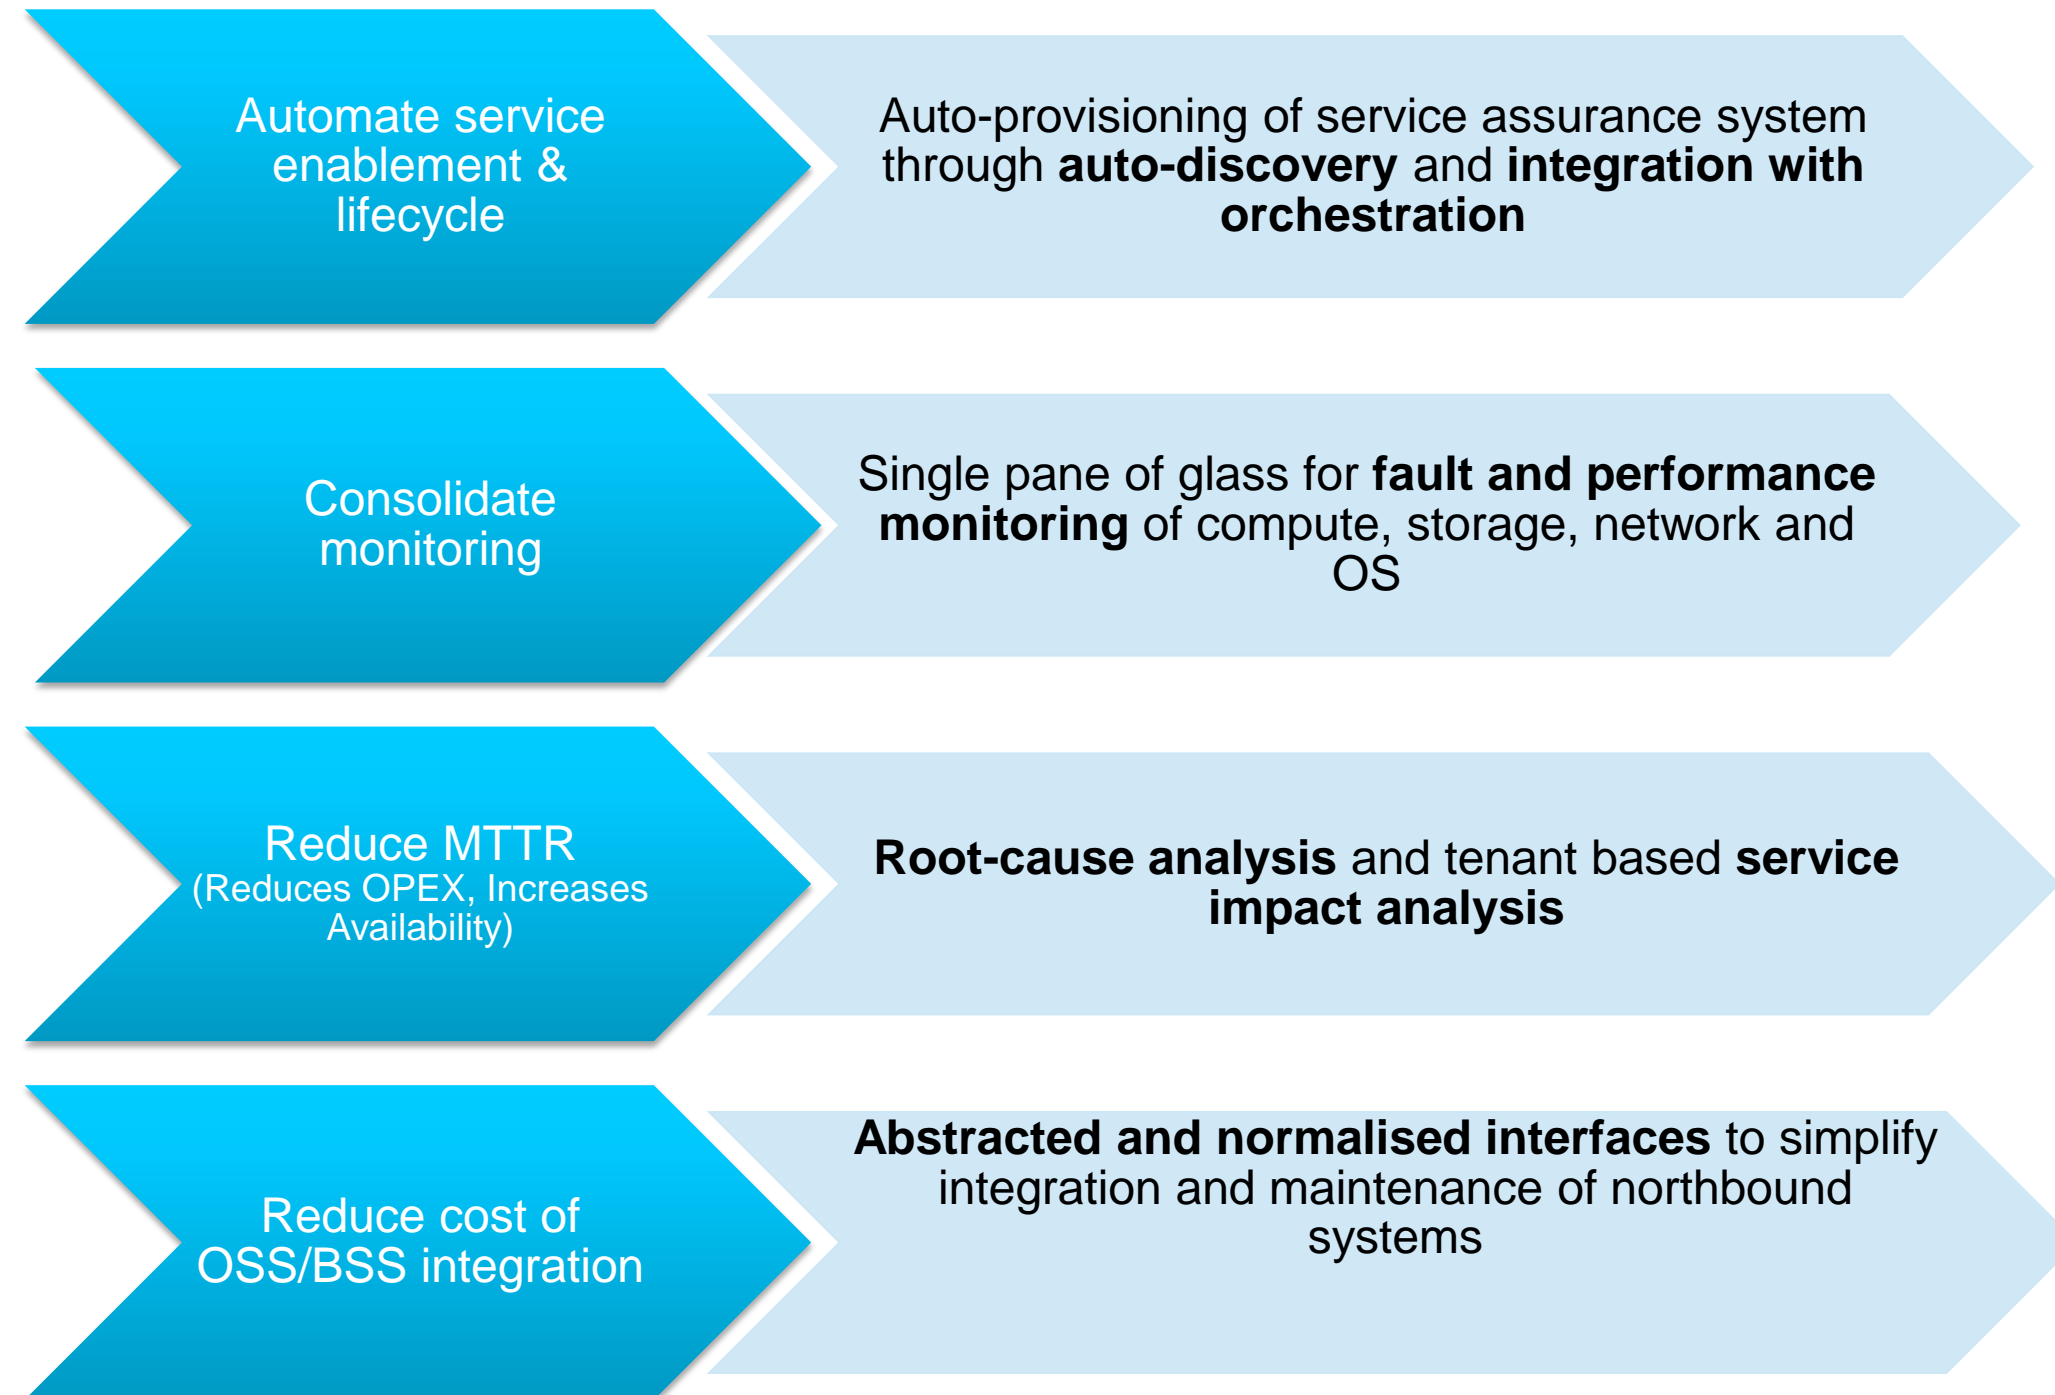 Automate service
enablement &
lifecycle
Auto-provisioning of service assurance system
through auto-discovery and integration with
orchestration
Consolidate
monitoring
Single pane of glass for fault and performance
monitoring of compute, storage, network and
OS
Reduce MTTR
(Reduces OPEX, Increases
Availability)
Root-cause analysis and tenant based service
impact analysis
Reduce cost of
OSS/BSS integration
Abstracted and normalised interfaces to simplify
integration and maintenance of northbound
systems